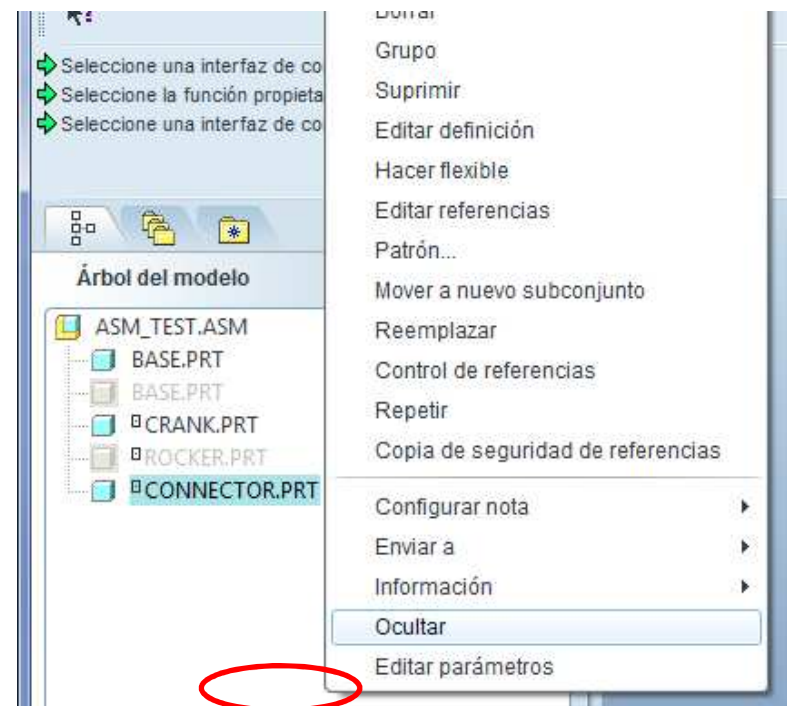 Borrar
Seleccione una interfaz de co
Seleccione la función propieta
Seleccione una interfaz de co
Grupo
Suprimir
Editar definición
Hacer flexible
Editar referencias
Patrón...
Mover a nuevo subconjunto
Reemplazar
Control de referencias
Repetir
Copia de seguridad de referencias
Configurar nota
Enviar a
Información
Ocultar
Editar parámetros
Árbol del modelo
ASM_TEST.ASM
BASE.PRT
BASE.PRT
CRANK.PRT
ROCKER.PRT
CONNECTOR.PRT